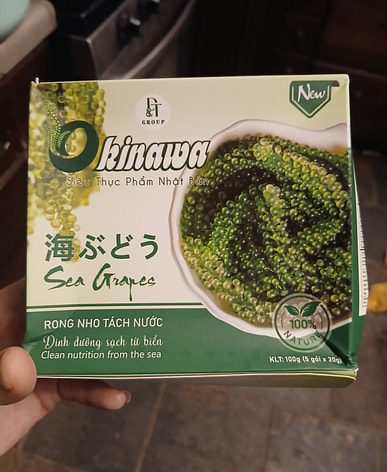 D&T
GROUP
New
Okinawa
Siêu Thực Phẩm Nhật Bản
海ぶどう
Sea Grapes
RONG NHO TÁCH NƯỚC
Dinh dưỡng sạch từ biển
Clean nutrition from the sea
100%
NATURE
KLT: 100g (5 gói x 20g)